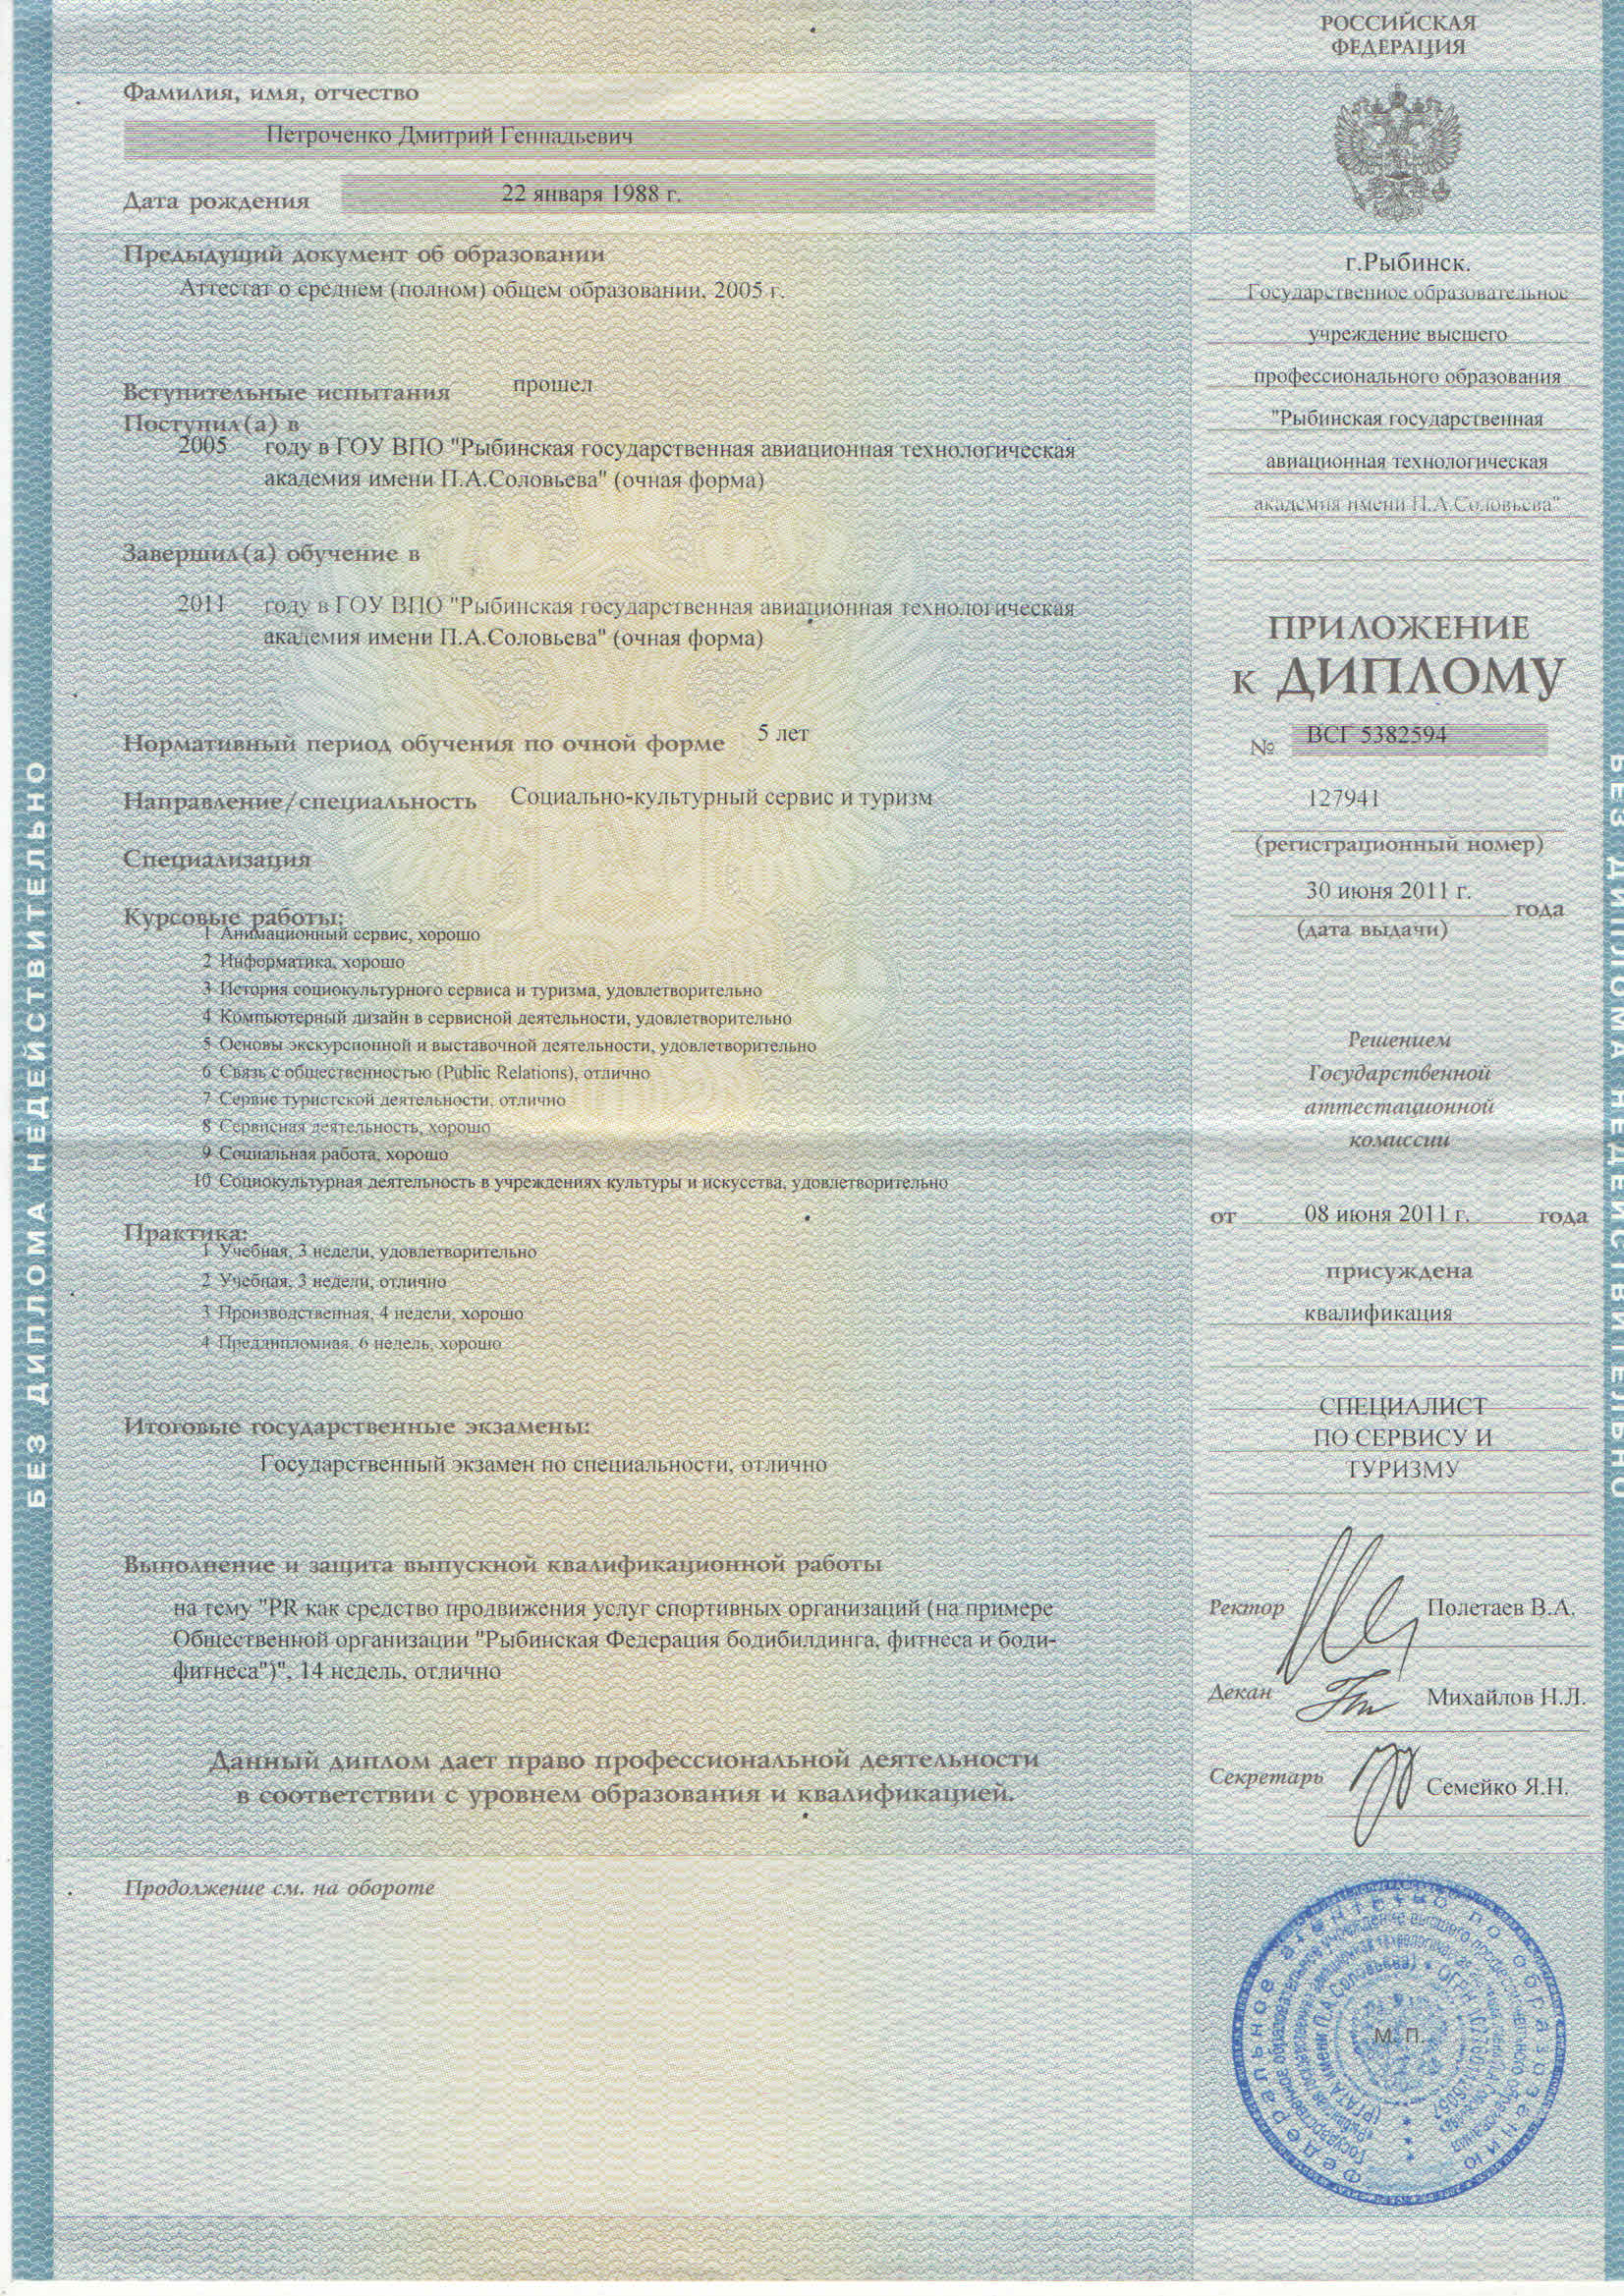 Фамилия, имя, отчество
Петроченко Дмитрий Геннадьевич
Дата рождения 22 января 1988 г.
Предыдущий документ об образовании
Аттестат о среднем (полном) общем образовании, 2005 г.
Вступительные испытания прошел
Поступил(а) в
2005 году в ГОУ ВПО "Рыбинская государственная авиационная технологическая
академия имени П.А.Соловьева" (очная форма)
Завершил(а) обучение в
2011 году в ГОУ ВПО "Рыбинская государственная авиационная технологическая
академия имени П.А.Соловьева" (очная форма)
Нормативный период обучения по очной форме 5 лет
Направление/специальность Социально-культурный сервис и туризм
Специализация
Курсовые работы:
1 Анимационный сервис, хорошо
2 Информатика, хорошо
3 История социокультурного сервиса и туризма, удовлетворительно
4 Компьютерный дизайн в сервисной деятельности, удовлетворительно
5 Основы экскурсионной и выставочной деятельности, удовлетворительно
6 Связь с общественностью (Public Relations), отлично
7 Сервис туристской деятельности, отлично
8 Сервисная деятельность, хорошо
9 Социальная работа, хорошо
10 Социокультурная деятельность в учреждениях культуры и искусства, удовлетворительно
Практика:
1 Учебная, 3 недели, удовлетворительно
2 Учебная, 3 недели, отлично
3 Производственная, 4 недели, хорошо
4 Преддипломная, 6 недель, хорошо
Итоговые государственные экзамены:
Государственный экзамен по специальности, отлично
Выполнение и защита выпускной квалификационной работы
на тему "PR как средство продвижения услуг спортивных организаций (на примере
Общественной организации "Рыбинская Федерация бодибилдинга, фитнеса и боди-
фитнеса")", 14 недель, отлично
Данный диплом дает право профессиональной деятельности
в соответствии с уровнем образования и квалификацией.
Продолжение см. на обороте
РОССИЙСКАЯ
ФЕДЕРАЦИЯ
г.Рыбинск.
Государственное образовательное
учреждение высшего
профессионального образования
"Рыбинская государственная
авиационная технологическая
академия имени П.А.Соловьева"
ПРИЛОЖЕНИЕ
к ДИПЛОМУ
№ ВСГ 5382594
127941
(регистрационный номер)
30 июня 2011 г. года
(дата выдачи)
Решением
Государственной
аттестационной
комиссии
от 08 июня 2011 г. года
присуждена
квалификация
СПЕЦИАЛИСТ
ПО СЕРВИСУ И
ТУРИЗМУ
Ректор Полетаев В.А.
Декан Михайлов Н.Л.
Секретарь Семейко Я.Н.
М. П.
Федеральное агентство по образованию
БЕЗ ДИПЛОМА НЕДЕЙСТВИТЕЛЬНО
БЕЗ ДИПЛОМА НЕДЕЙСТВИТЕЛЬНО